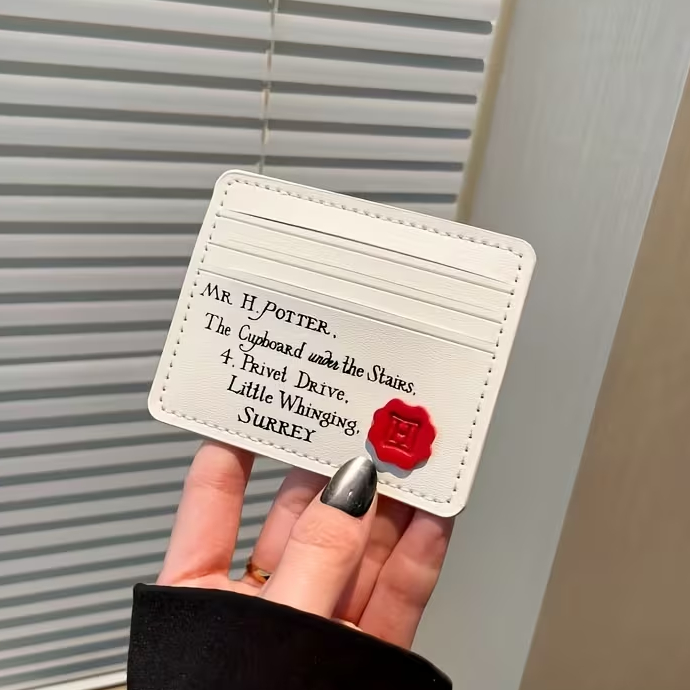 Mr H. Potter,
The Cupboard under the Stairs,
4. Privet Drive,
Little Whinging,
Surrey
H